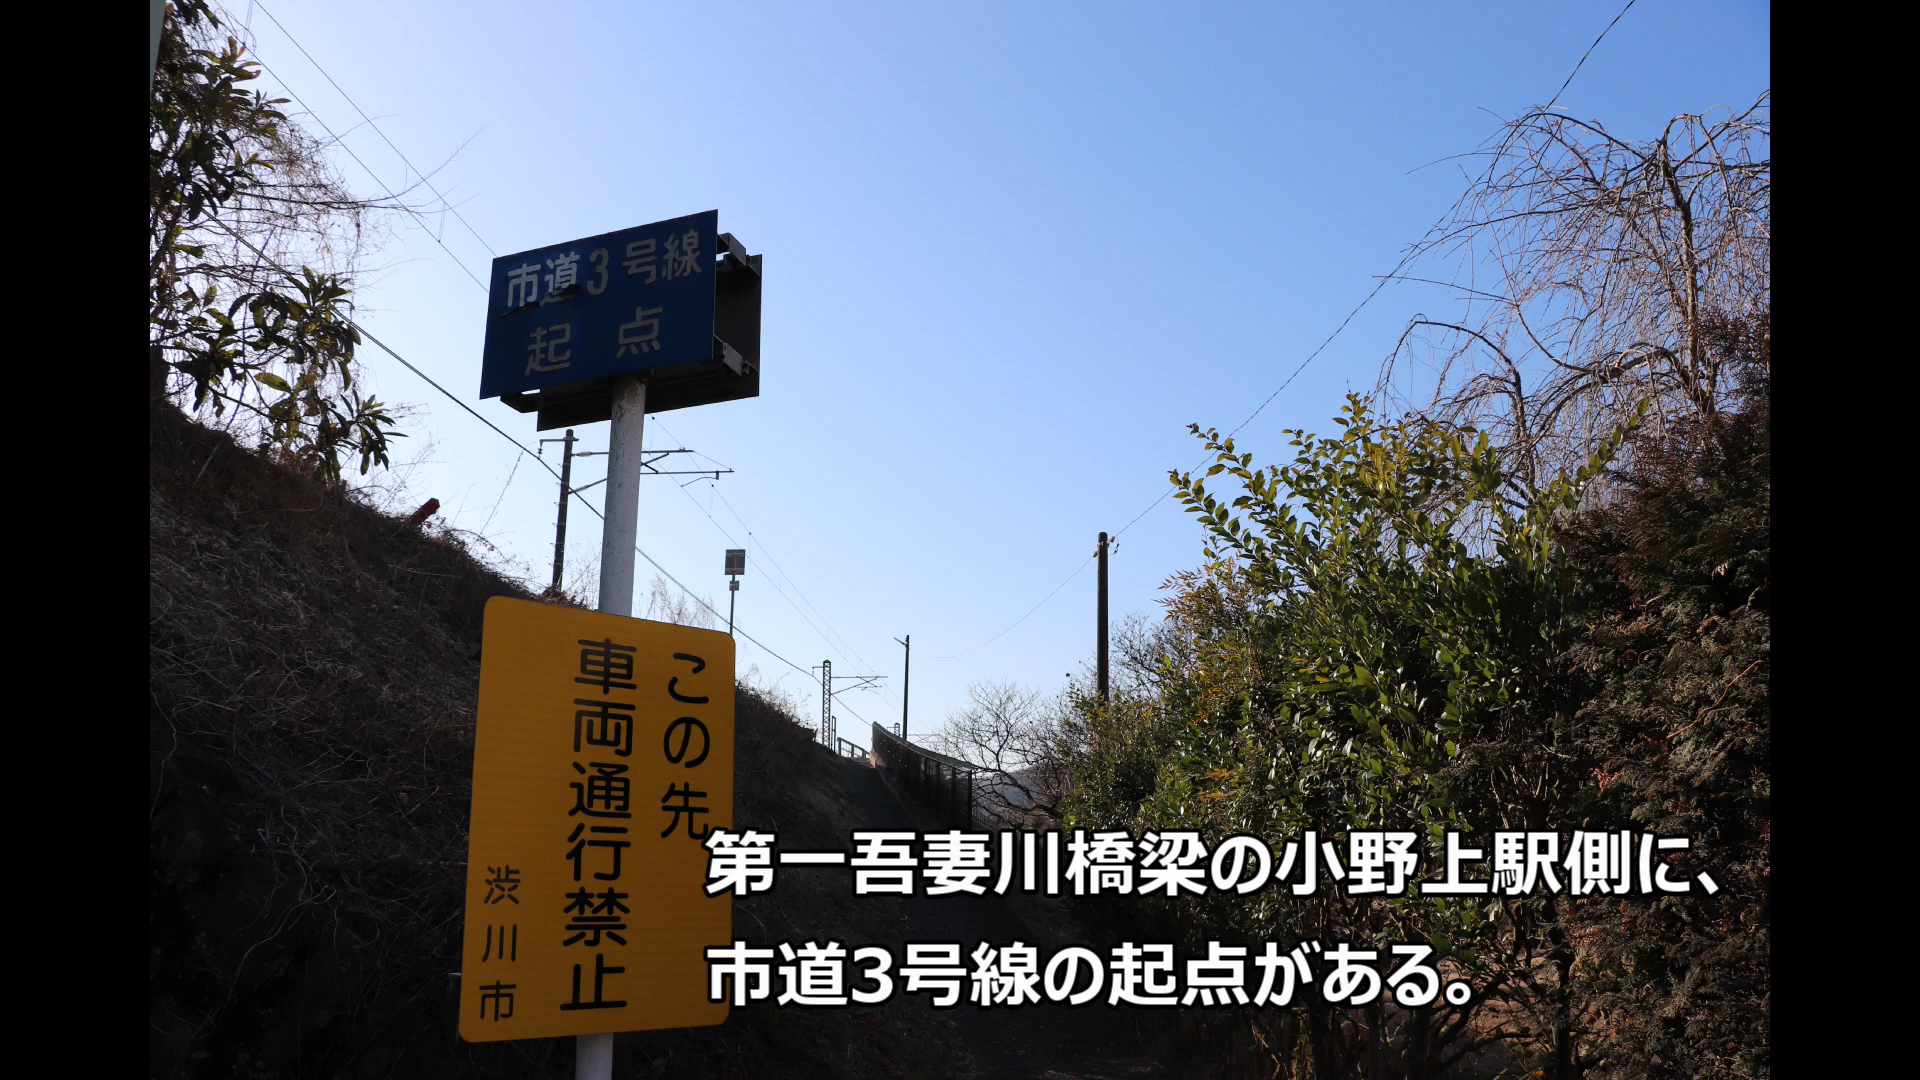 市道3号線
起点
この先
車両通行禁止
渋川市
第一吾妻川橋梁の小野上駅側に、
市道3号線の起点がある。